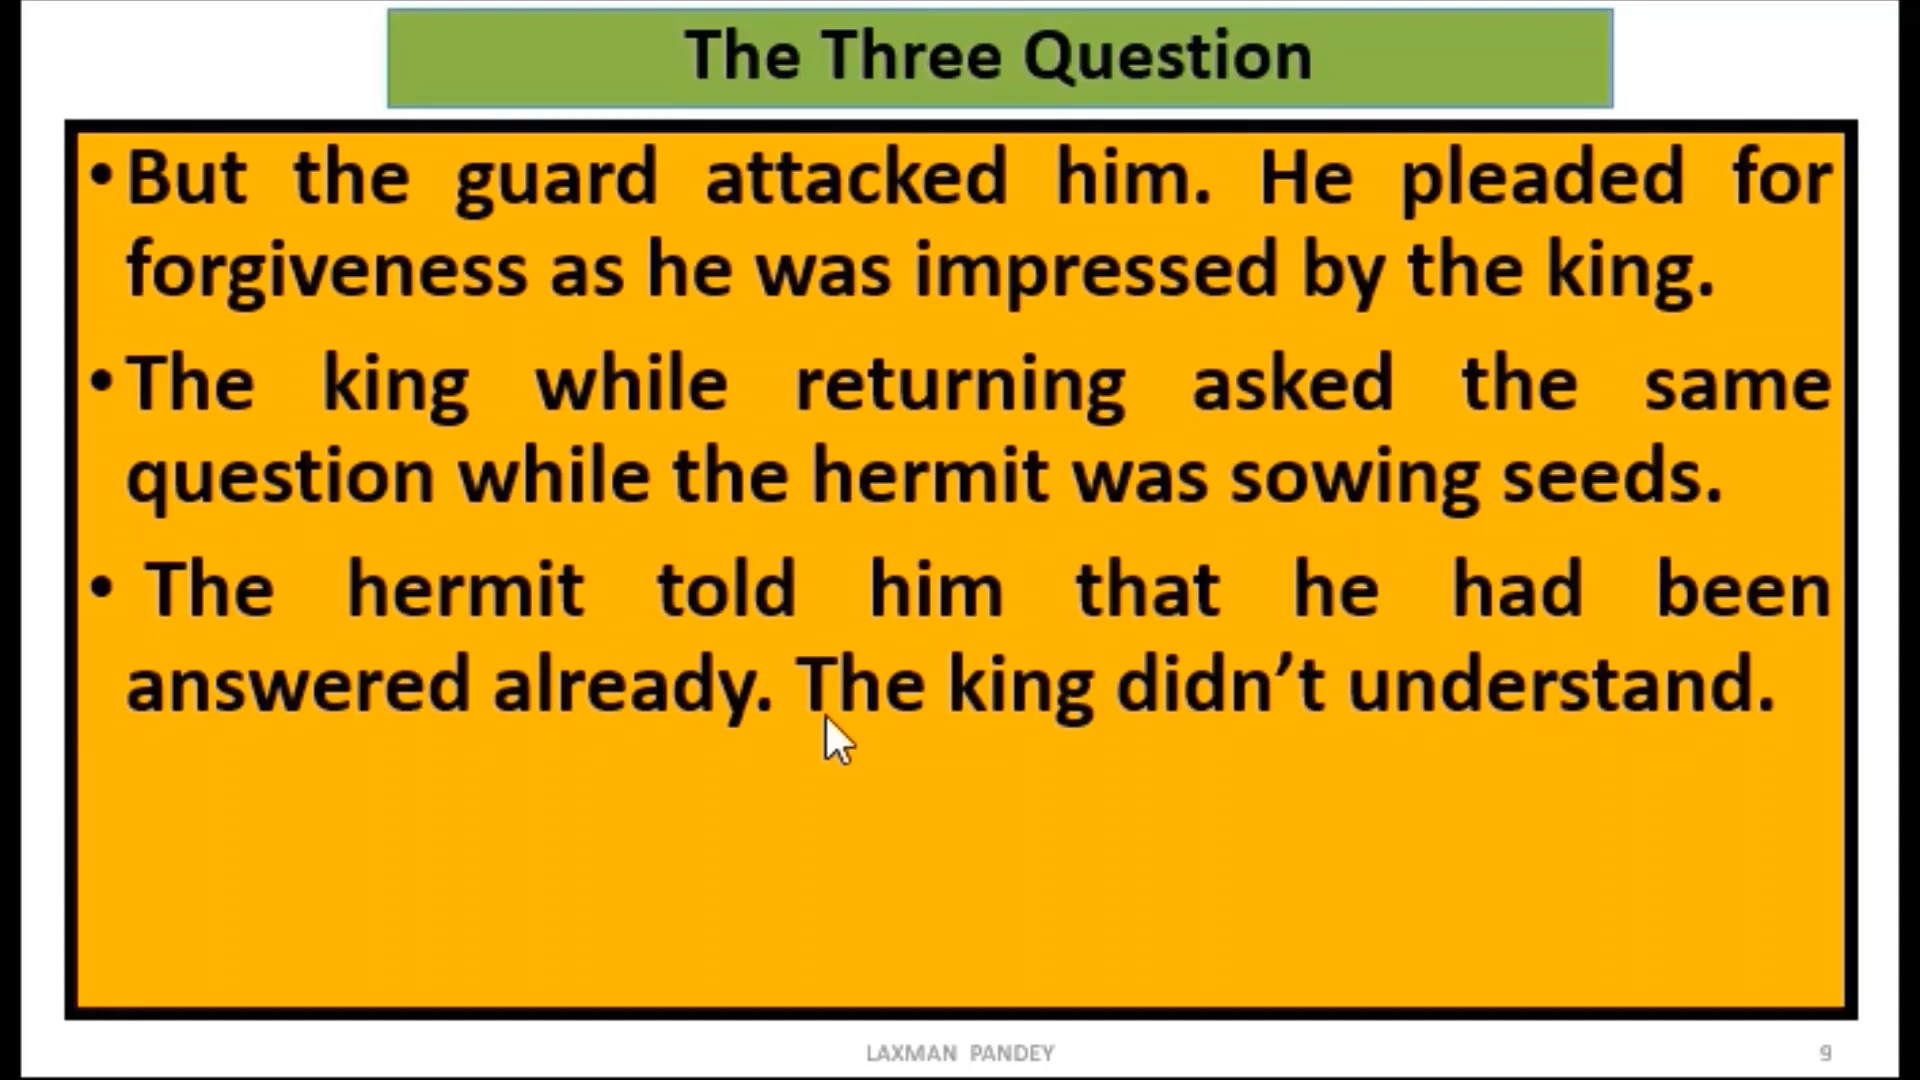 The Three Question
• But the guard attacked him. He pleaded for
forgiveness as he was impressed by the king.
• The king while returning asked the same
question while the hermit was sowing seeds.
• The hermit told him that he had been
answered already. The king didn’t understand.
LAXMAN PANDEY
9